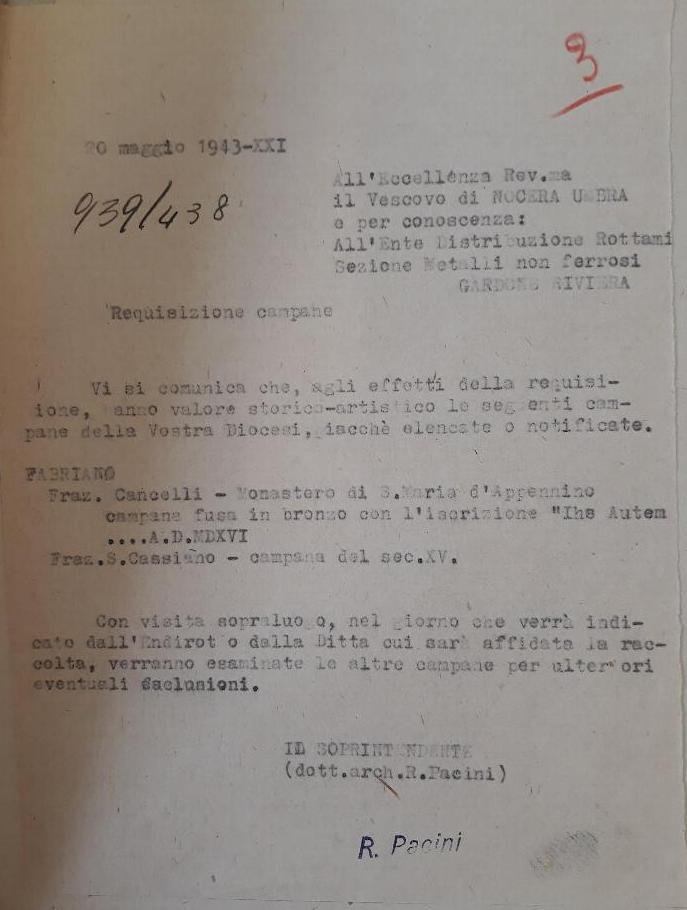 3
20 maggio 1943-XXI
939/438
All'Eccellenza Rev.ma
il Vescovo di NOCERA UMBRA
e per conoscenza:
All'Ente Distribuzione Rottami
Sezione Metalli non ferrosi
GARDONE RIVIERA
Requisizione campane
Vi si comunica che, agli effetti della requisi-
ione, anno valore storico-artistico le seguenti cam-
pane della Vostra Diocesi, iacchè elencate o notificate.
FABRIANO
Fraz. Cancelli - Monastero di S.Maria d'Appennino
campane fusa in bronzo con l'iscrizione "Ihs Autem
....A.D.MDXVI
Fraz.S.Cassiano - campana del sec.XV.
Con visita sopraluogo, nel giorno che verrà indi-
cato dall'Endirot o dalla Ditta cui sarà affidata la rac-
colta, verranno esaminate le altre campane per ulteriori
eventuali esclusioni.
IL SOPRINTENDENTE
(dott.arch.R.Pacini)
R. Pacini